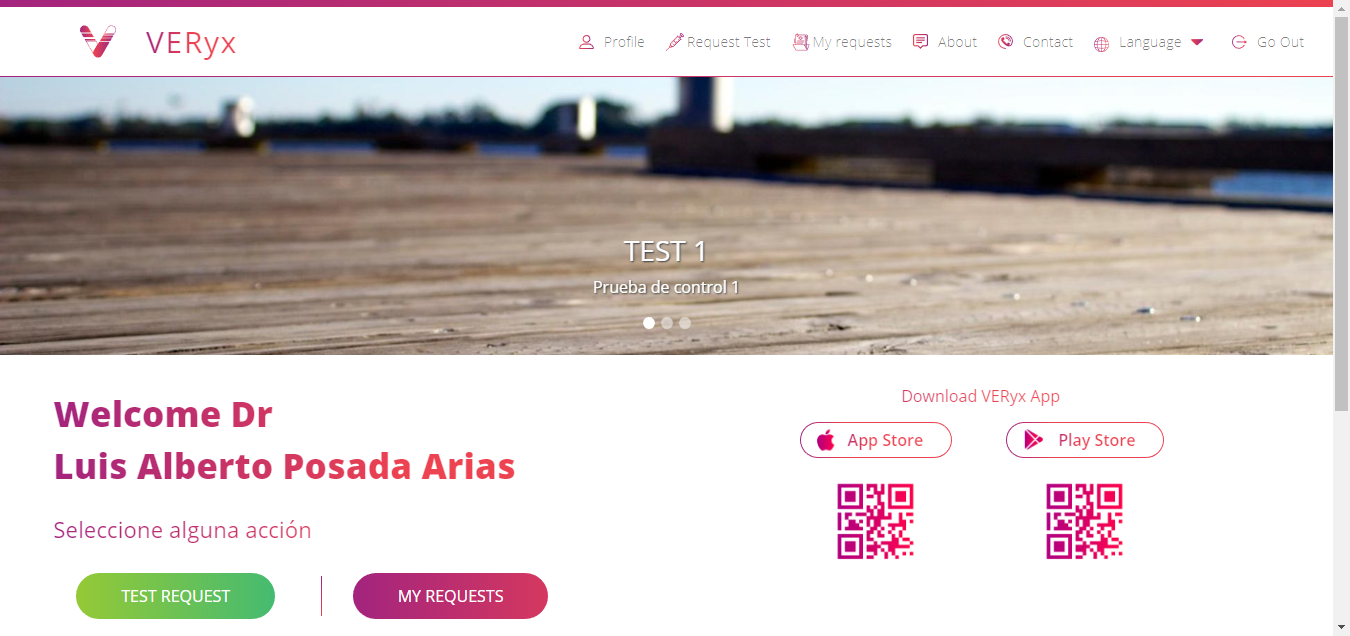 VERyx
Profile Request Test My requests About Contact Language Go Out
TEST 1
Prueba de control 1
Welcome Dr
Luis Alberto Posada Arias
Seleccione alguna acción
TEST REQUEST MY REQUESTS
Download VERyx App
App Store Play Store